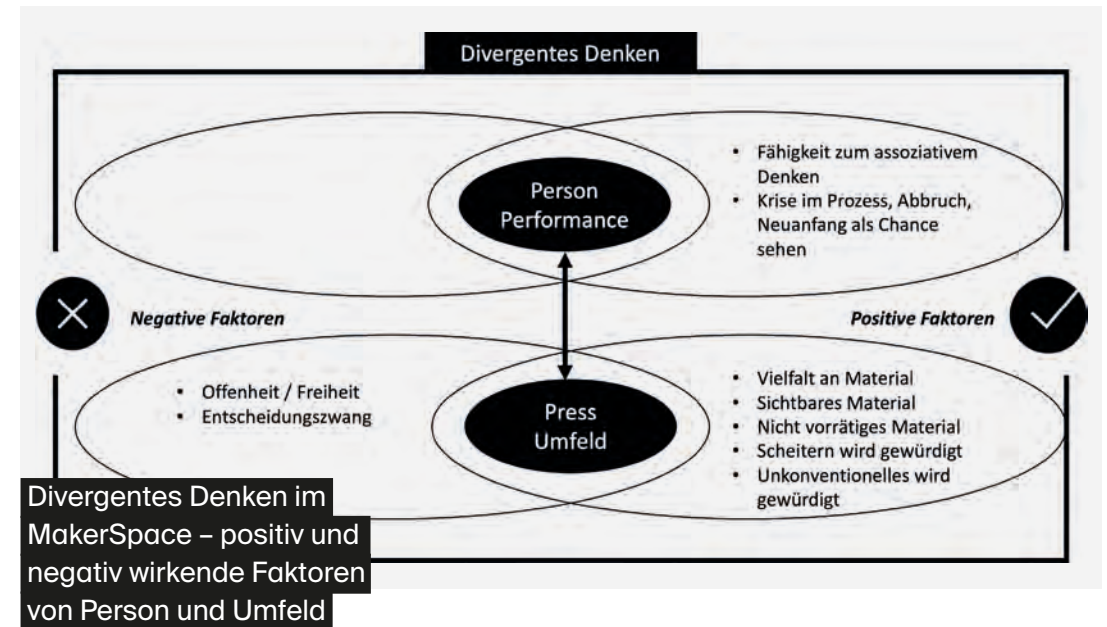 Divergentes Denken
Person
Performance
• Fähigkeit zum assoziativem
Denken
• Krise im Prozess, Abbruch,
Neuanfang als Chance
sehen
Negative Faktoren
Positive Faktoren
• Offenheit / Freiheit
• Entscheidungszwang
Press
Umfeld
• Vielfalt an Material
• Sichtbares Material
• Nicht vorrätiges Material
• Scheitern wird gewürdigt
• Unkonventionelles wird
gewürdigt
Divergentes Denken im
MakerSpace – positiv und
negativ wirkende Faktoren
von Person und Umfeld